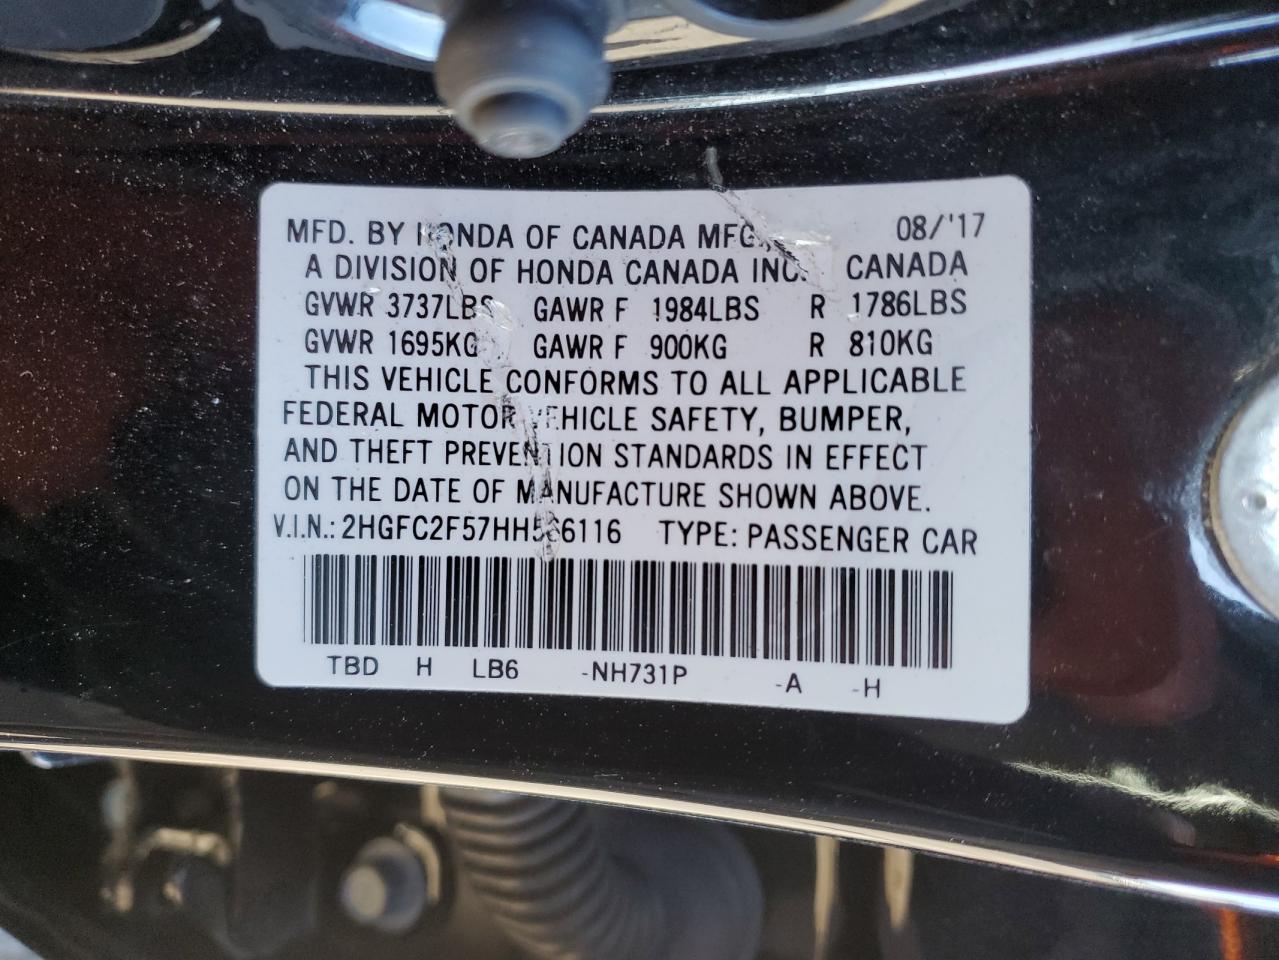 MFD. BY HONDA OF CANADA MFG., 08/'17
A DIVISION OF HONDA CANADA INC. CANADA
GVWR 3737LBS GAWR F 1984LBS R 1786LBS
GVWR 1695KG GAWR F 900KG R 810KG
THIS VEHICLE CONFORMS TO ALL APPLICABLE
FEDERAL MOTOR VEHICLE SAFETY, BUMPER,
AND THEFT PREVENTION STANDARDS IN EFFECT
ON THE DATE OF MANUFACTURE SHOWN ABOVE.
V.I.N.: TYPE: PASSENGER CAR
TBD H LB6 -NH731P -A -H